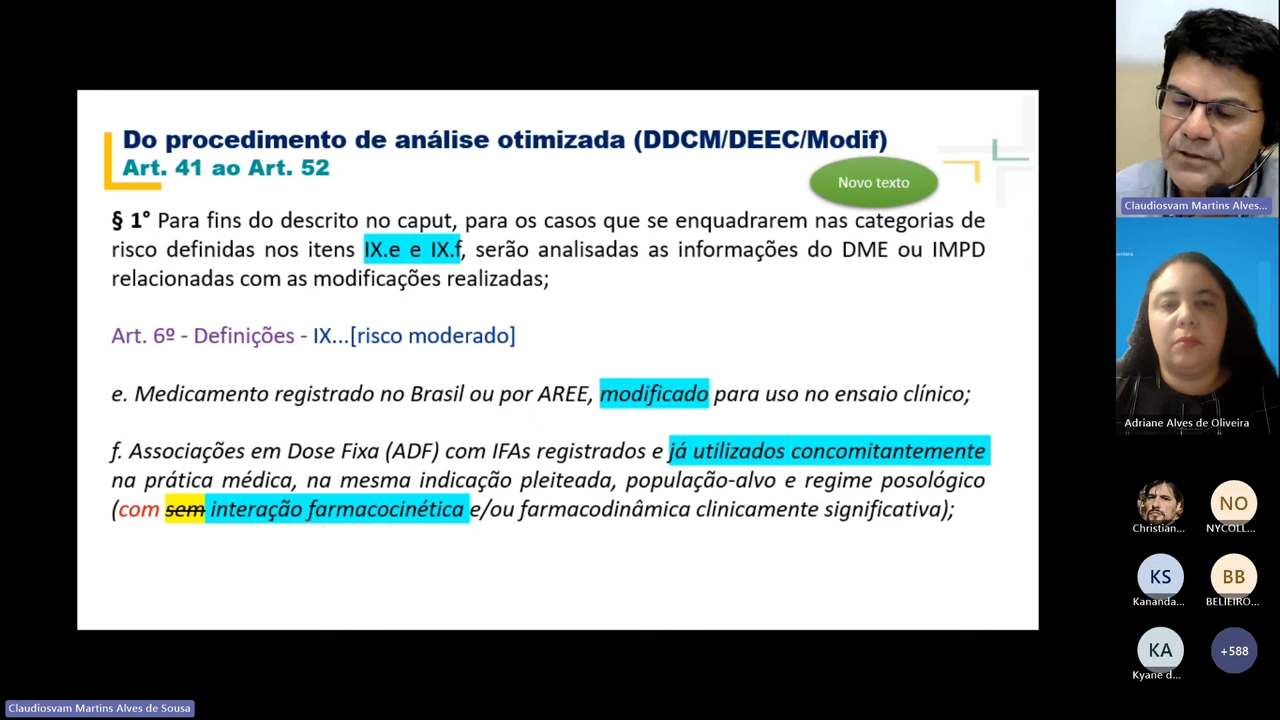 Do procedimento de análise otimizada (DDCM/DEEC/Modif)
Art. 41 ao Art. 52
Novo texto
§ 1° Para fins do descrito no caput, para os casos que se enquadrarem nas categorias de
risco definidas nos itens IX.e e IX.f, serão analisadas as informações do DME ou IMPD
relacionadas com as modificações realizadas;
Art. 6º - Definições - IX...[risco moderado]
e. Medicamento registrado no Brasil ou por AREE, modificado para uso no ensaio clínico;
f. Associações em Dose Fixa (ADF) com IFAs registrados e já utilizados concomitantemente
na prática médica, na mesma indicação pleiteada, população-alvo e regime posológico
(com sem interação farmacocinética e/ou farmacodinâmica clinicamente significativa);
Claudiosvam Martins Alves...
Adriane Alves de Oliveira
Christian...
NO
NYCOLL...
KS
Kananda...
BB
BELIEIRO...
KA
Kyane d...
+588
Claudiosvam Martins Alves de Sousa